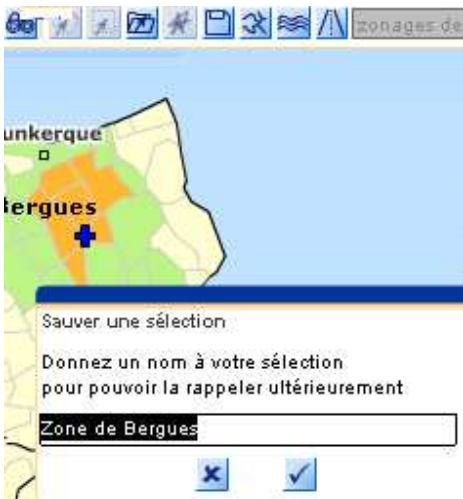 zonages de
unkerque
Bergues
Sauver une sélection
Donnez un nom à votre sélection
pour pouvoir la rappeler ultérieurement
Zone de Bergues